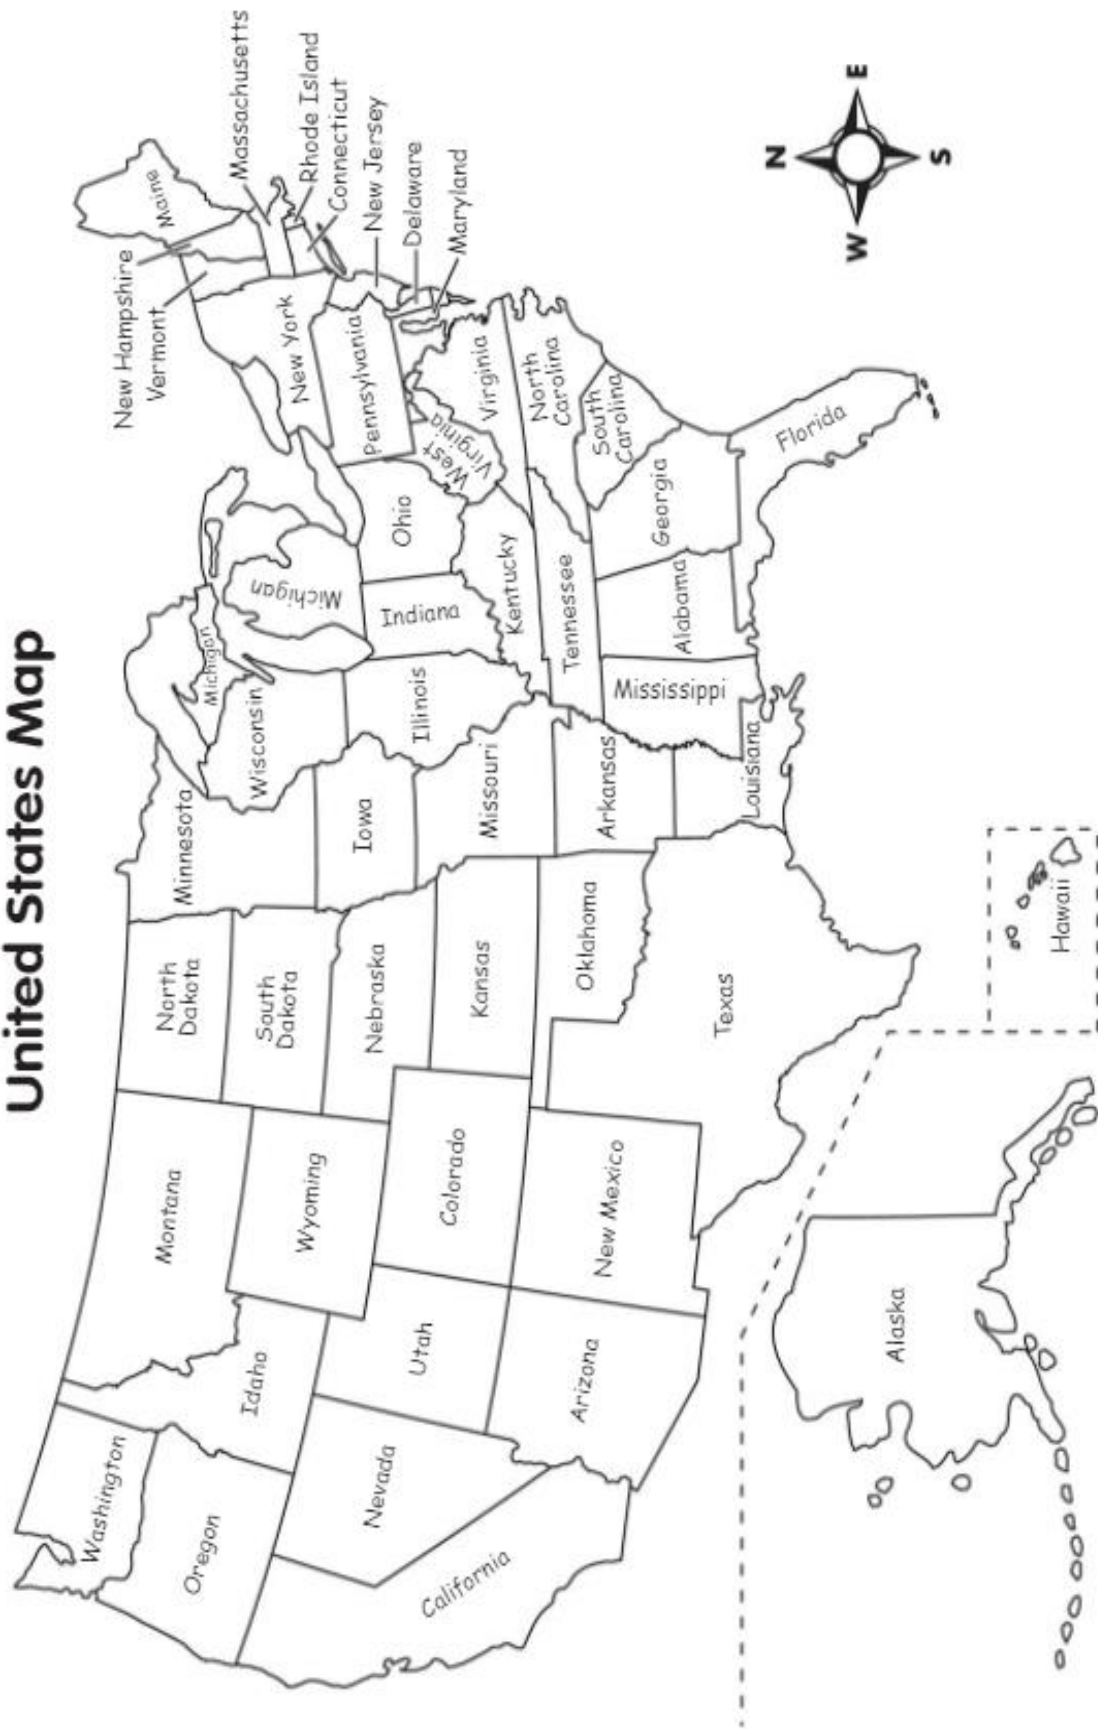 United States Map
Washington
Oregon
California
Nevada
Idaho
Montana
Wyoming
Utah
Arizona
Colorado
New Mexico
North
Dakota
South
Dakota
Nebraska
Kansas
Oklahoma
Texas
Minnesota
Iowa
Missouri
Arkansas
Louisiana
Wisconsin
Illinois
Michigan
Michigan
Indiana
Ohio
Kentucky
Tennessee
Mississippi
Alabama
Georgia
Florida
South
Carolina
North
Carolina
Virginia
West
Virginia
Pennsylvania
New York
Vermont
New Hampshire
Maine
Massachusetts
Rhode Island
Connecticut
New Jersey
Delaware
Maryland
Alaska
Hawaii
N
W
E
S